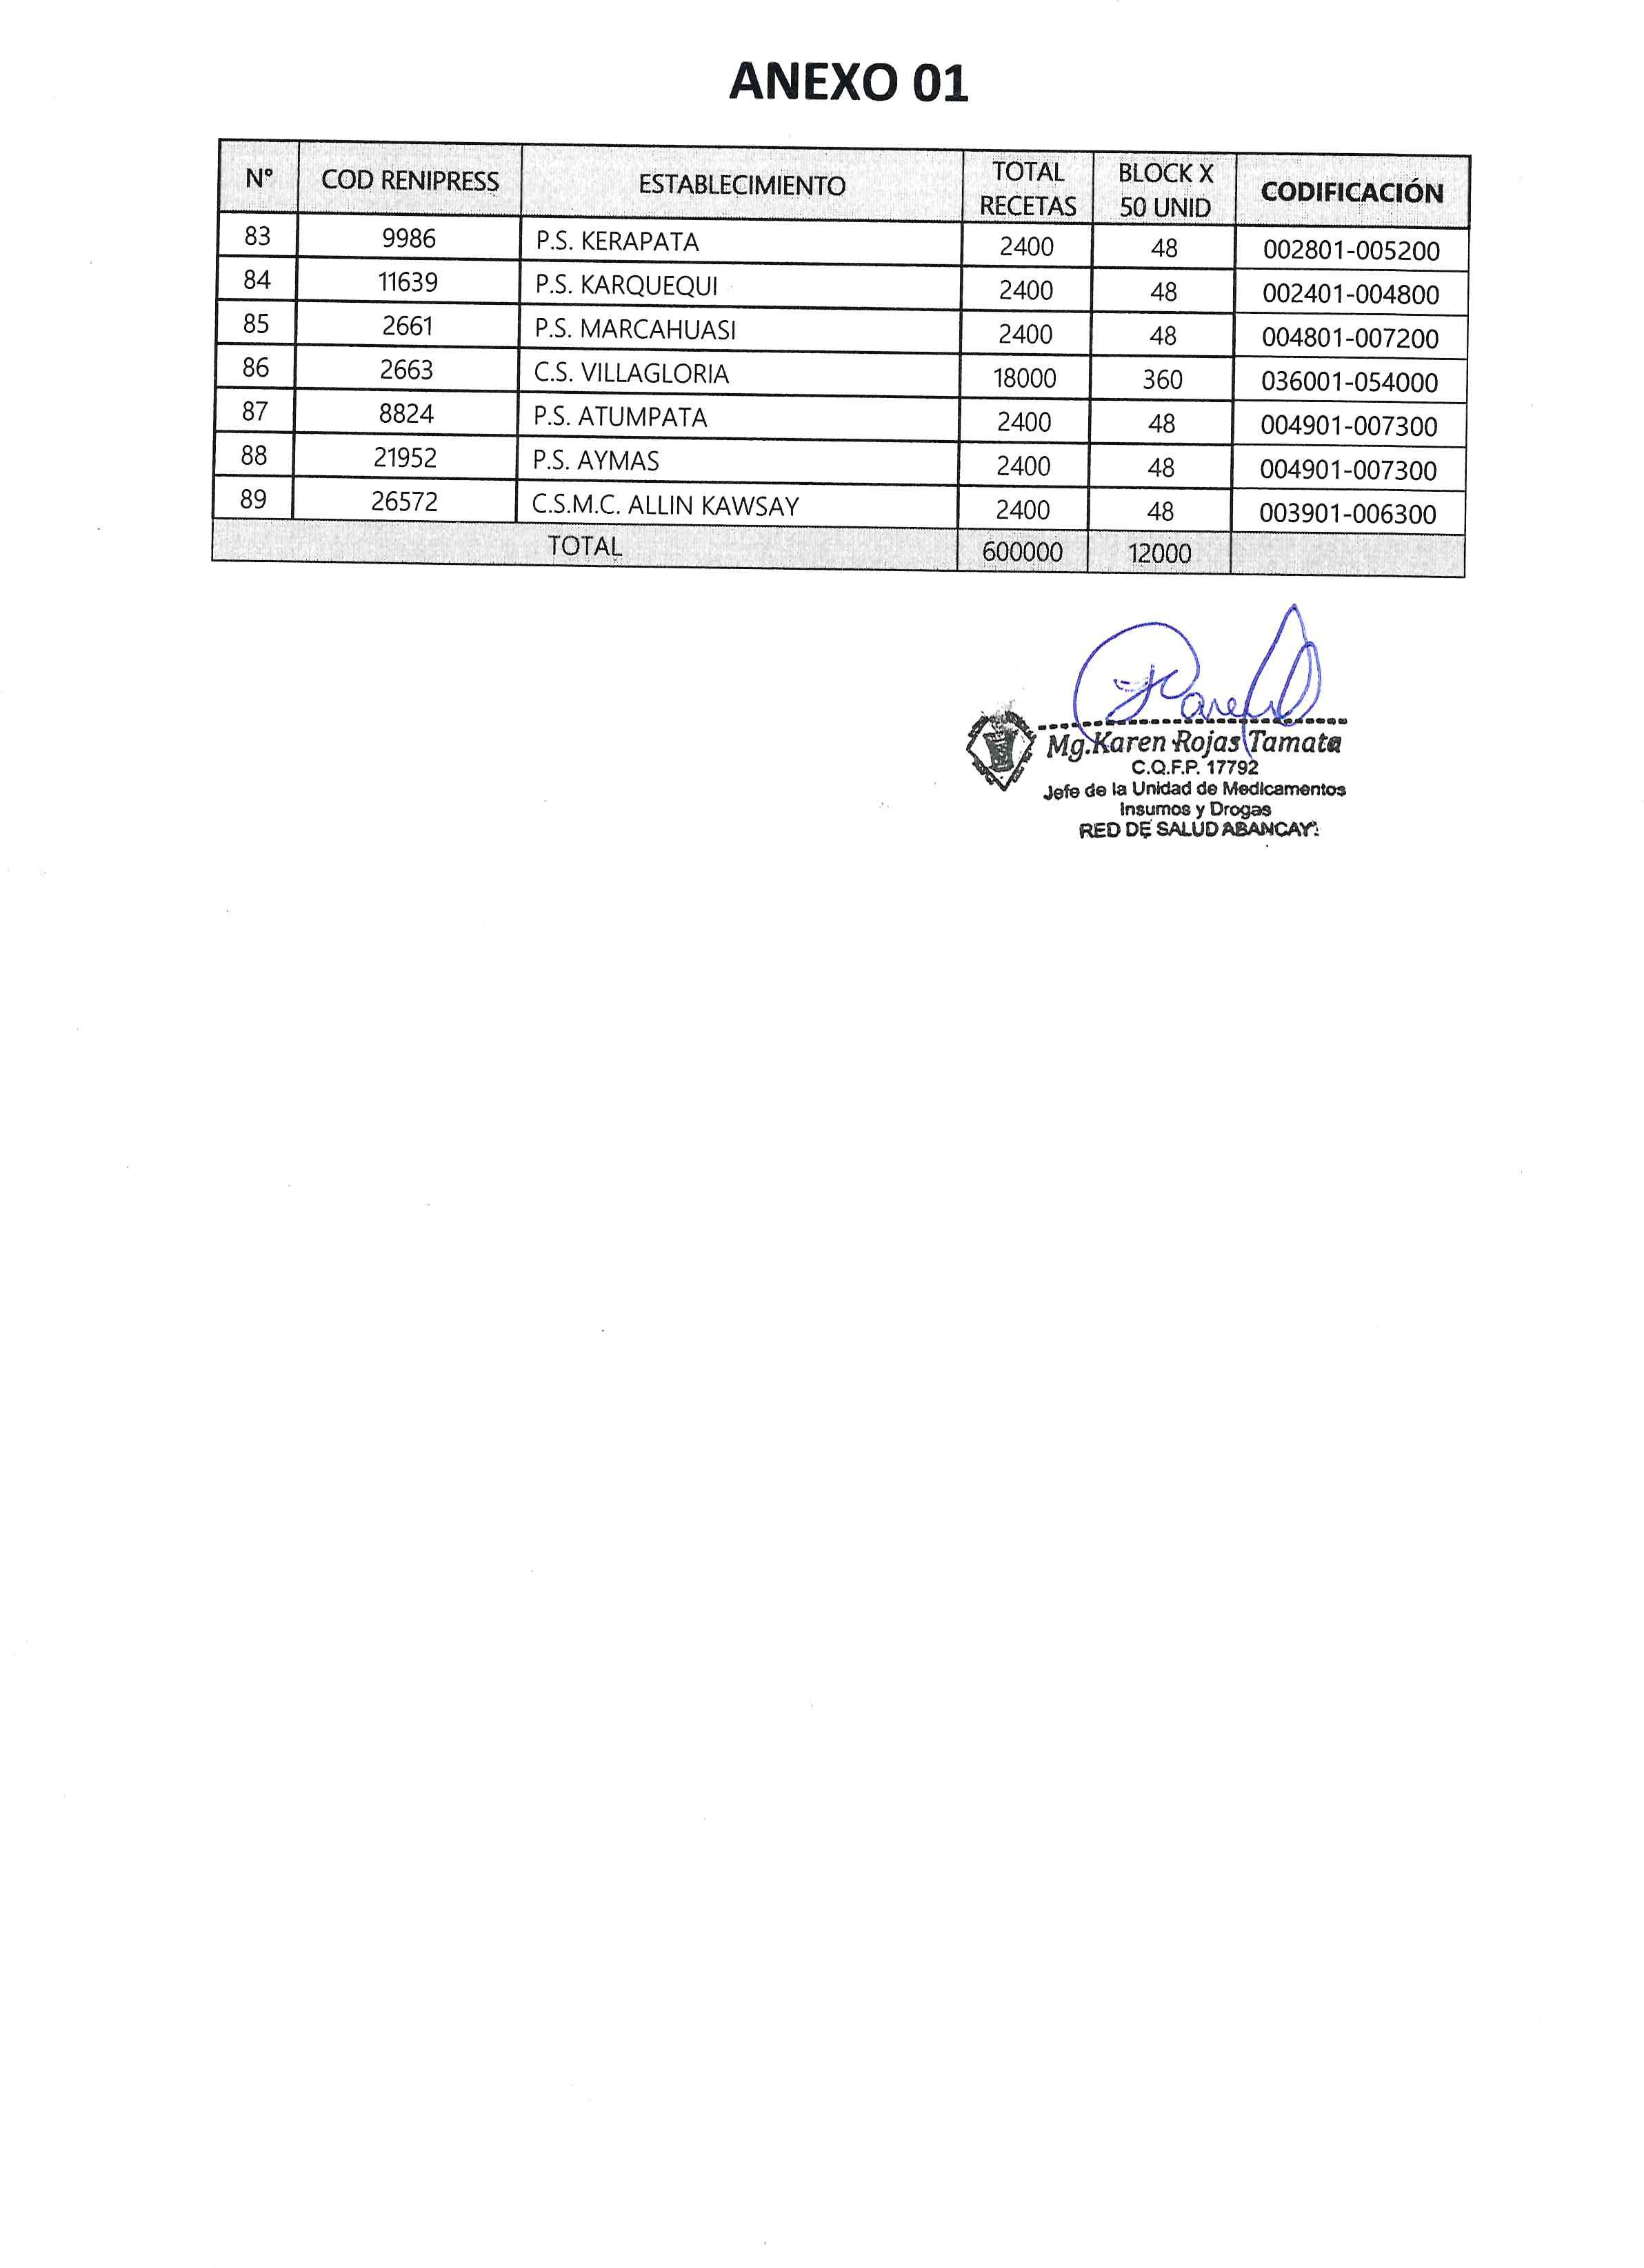 ANEXO 01
N° COD RENIPRESS ESTABLECIMIENTO TOTAL RECETAS BLOCK X 50 UNID CODIFICACIÓN
83 9986 P.S. KERAPATA 2400 48 002801-005200
84 11639 P.S. KARQUEQUI 2400 48 002401-004800
85 2661 P.S. MARCAHUASI 2400 48 004801-007200
86 2663 C.S. VILLAGLORIA 18000 360 036001-054000
87 8824 P.S. ATUMPATA 2400 48 004901-007300
88 21952 P.S. AYMAS 2400 48 004901-007300
89 26572 C.S.M.C. ALLIN KAWSAY 2400 48 003901-006300
TOTAL 600000 12000
Mg.Karen Rojas Tamata
C.Q.F.P. 17792
Jefe de la Unidad de Medicamentos
Insumos y Drogas
RED DE SALUD ABANCAY